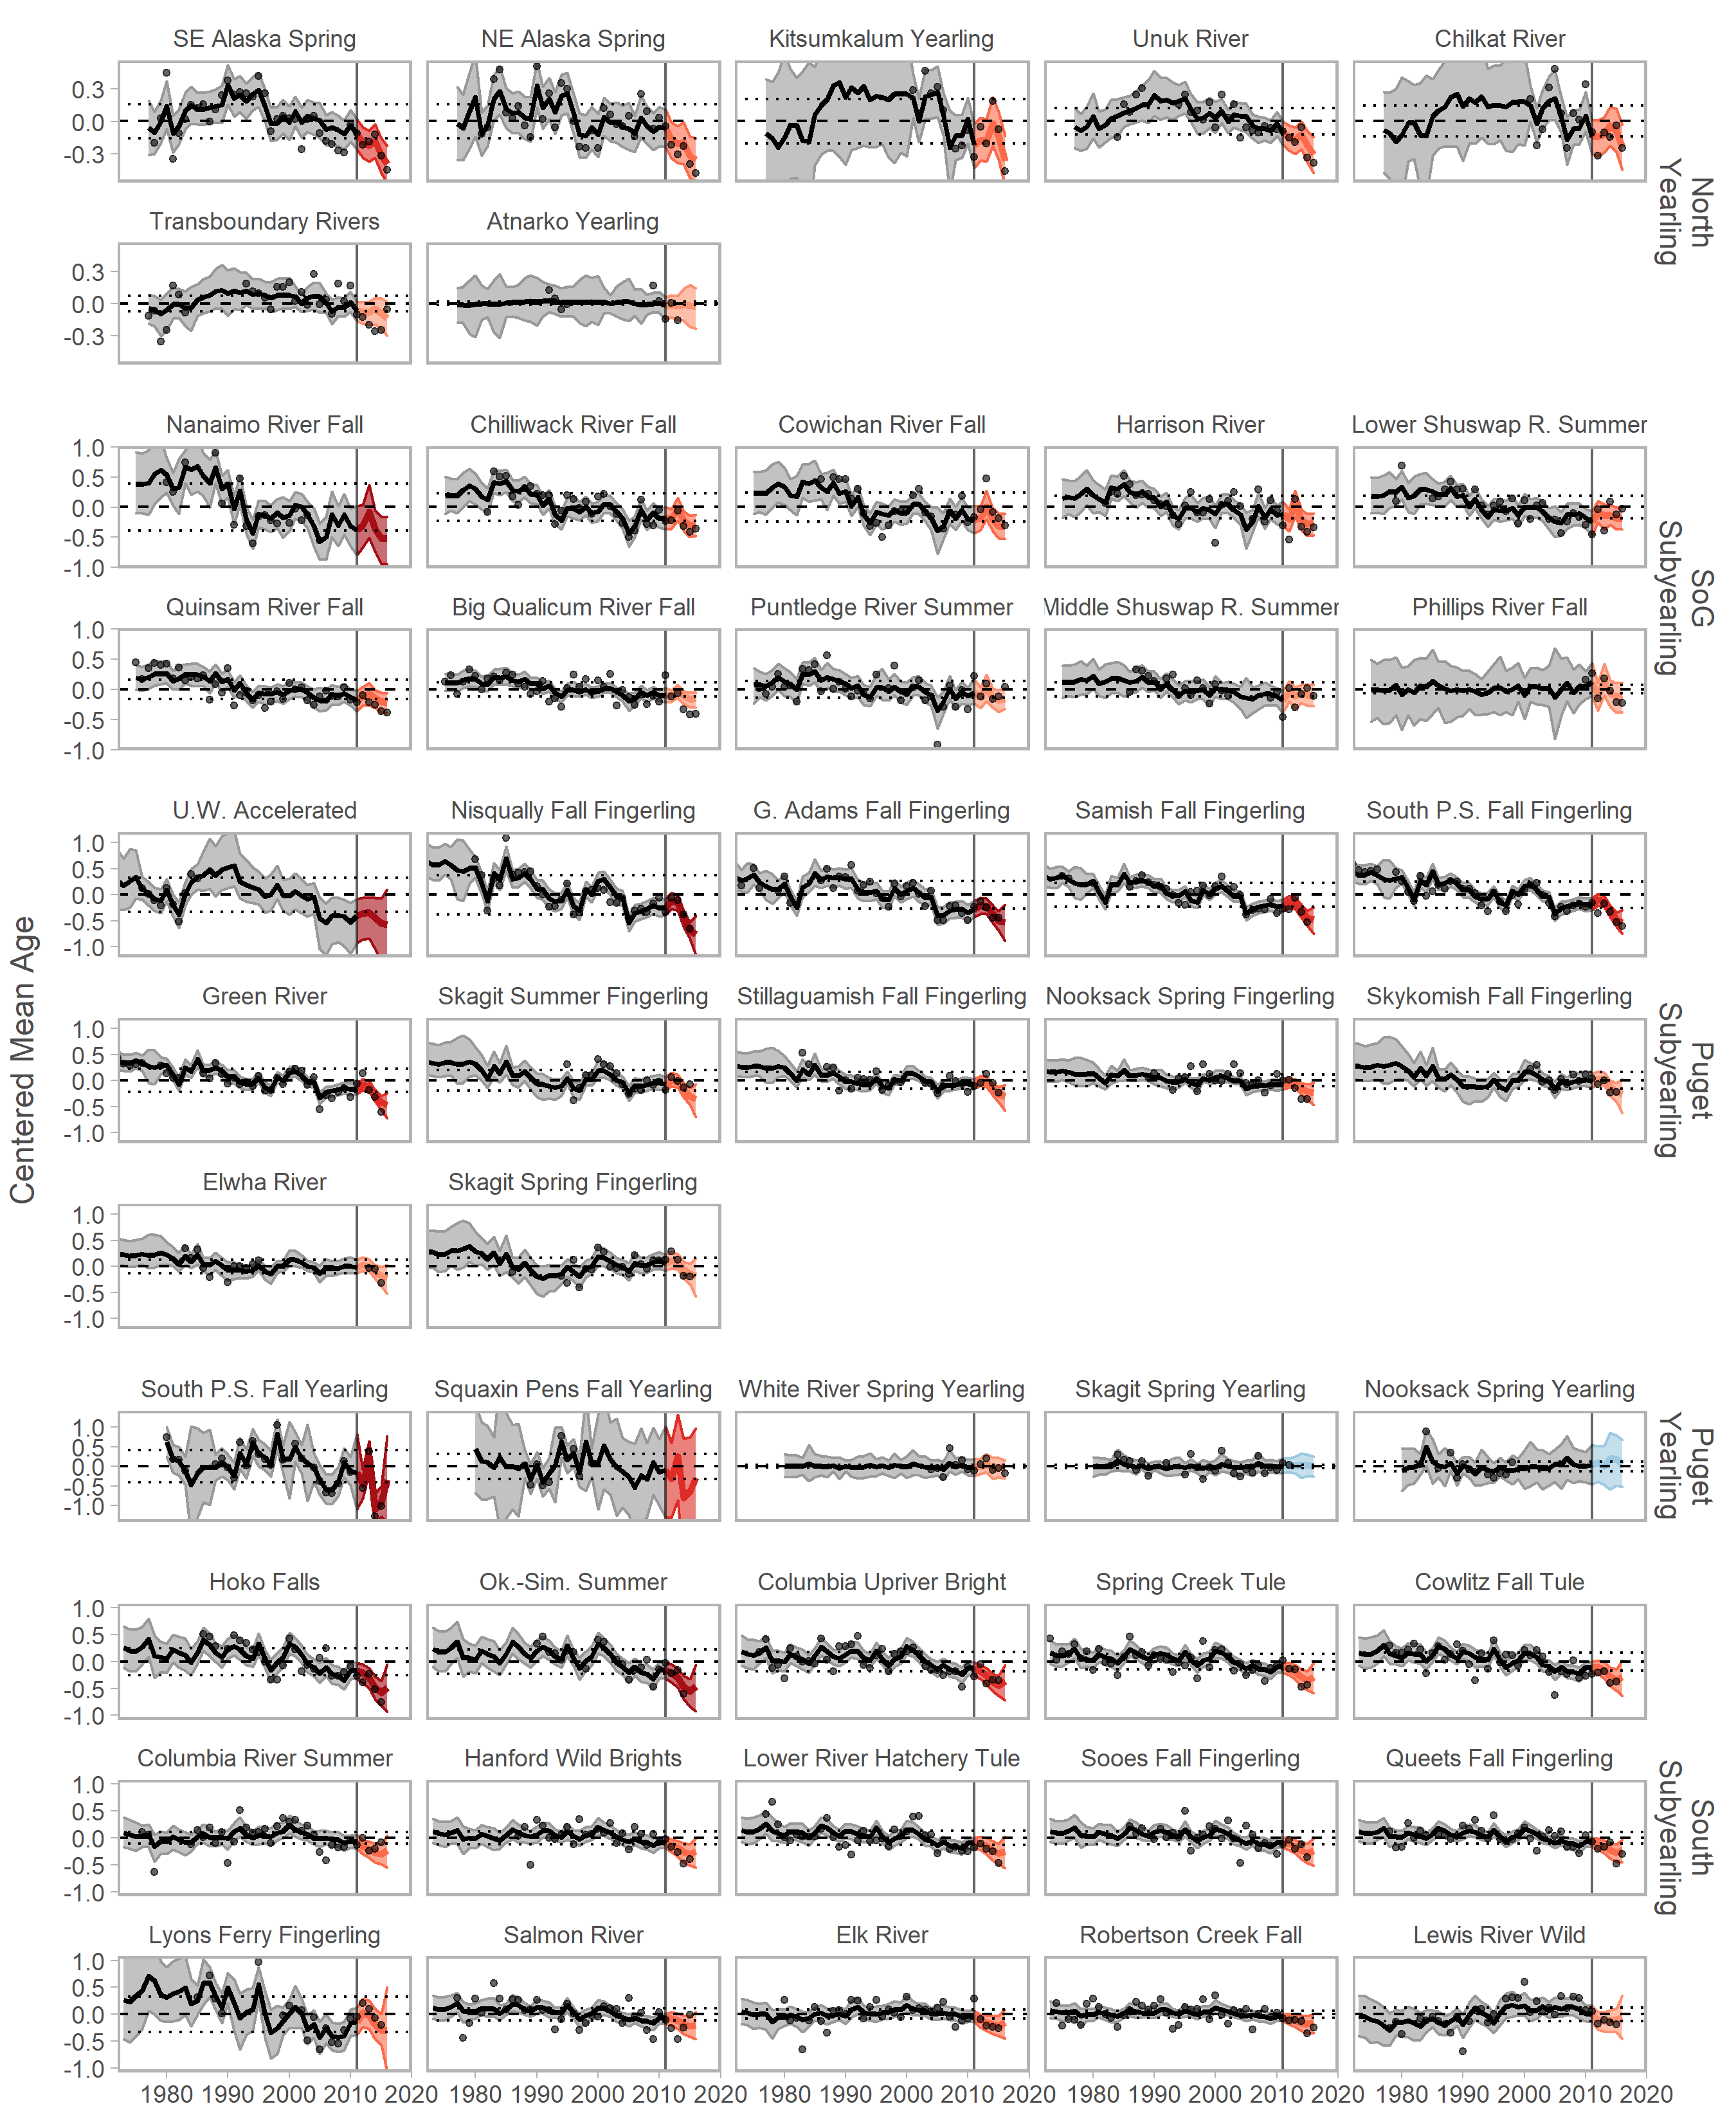 SE Alaska Spring NE Alaska Spring Kitsumkalum Yearling Unuk River Chilkat River
0.3
0.0
-0.3
North
Yearling
Transboundary Rivers Atnarko Yearling
0.3
0.0
-0.3
Nanaimo River Fall Chilliwack River Fall Cowichan River Fall Harrison River Lower Shuswap R. Summer
1.0
0.5
0.0
-0.5
-1.0
SoG
Subyearling
Quinsam River Fall Big Qualicum River Fall Puntledge River Summer Middle Shuswap R. Summer Phillips River Fall
1.0
0.5
0.0
-0.5
-1.0
U.W. Accelerated Nisqually Fall Fingerling G. Adams Fall Fingerling Samish Fall Fingerling South P.S. Fall Fingerling
1.0
0.5
0.0
-0.5
-1.0
Centered Mean Age
Green River Skagit Summer Fingerling Stillaguamish Fall Fingerling Nooksack Spring Fingerling Skykomish Fall Fingerling
1.0
0.5
0.0
-0.5
-1.0
Puget
Subyearling
Elwha River Skagit Spring Fingerling
1.0
0.5
0.0
-0.5
-1.0
South P.S. Fall Yearling Squaxin Pens Fall Yearling White River Spring Yearling Skagit Spring Yearling Nooksack Spring Yearling
1.0
0.5
0.0
-0.5
-1.0
Puget
Yearling
Hoko Falls Ok.-Sim. Summer Columbia Upriver Bright Spring Creek Tule Cowlitz Fall Tule
1.0
0.5
0.0
-0.5
-1.0
Columbia River Summer Hanford Wild Brights Lower River Hatchery Tule Sooes Fall Fingerling Queets Fall Fingerling
1.0
0.5
0.0
-0.5
-1.0
South
Subyearling
Lyons Ferry Fingerling Salmon River Elk River Robertson Creek Fall Lewis River Wild
1.0
0.5
0.0
-0.5
-1.0
1980 1990 2000 2010 2020 1980 1990 2000 2010 2020 1980 1990 2000 2010 2020 1980 1990 2000 2010 2020 1980 1990 2000 2010 2020